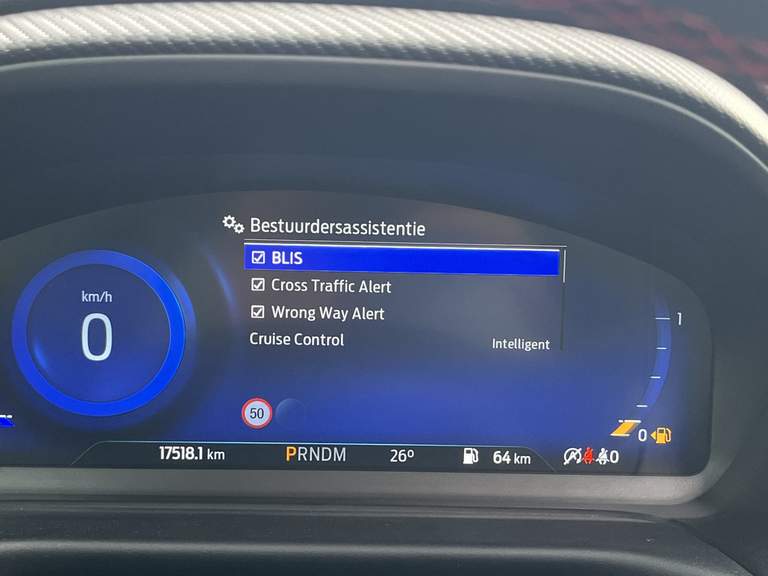 Bestuurdersassistentie
BLIS
Cross Traffic Alert
Wrong Way Alert
Cruise Control Intelligent
km/h
0
50
1
0
17518.1 km PRNDM 26º 64 km 0